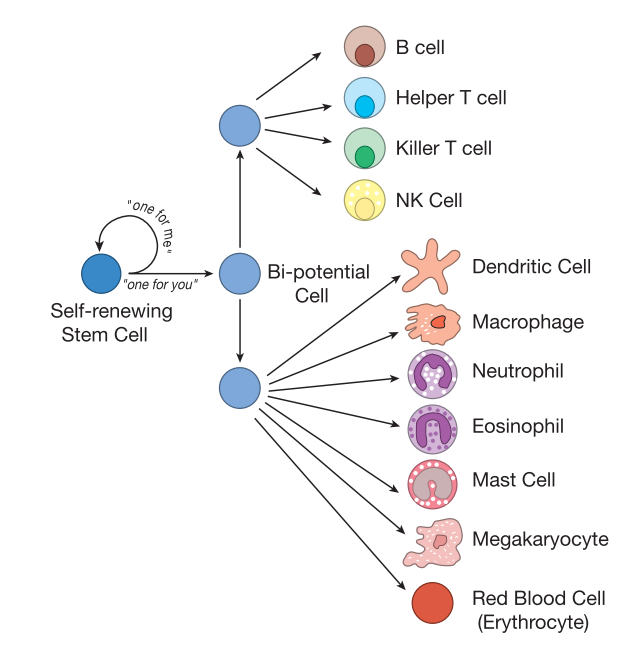 B cell
Helper T cell
Killer T cell
NK Cell
"one for me"
"one for you"
Self-renewing
Stem Cell
Bi-potential
Cell
Dendritic Cell
Macrophage
Neutrophil
Eosinophil
Mast Cell
Megakaryocyte
Red Blood Cell
(Erythrocyte)